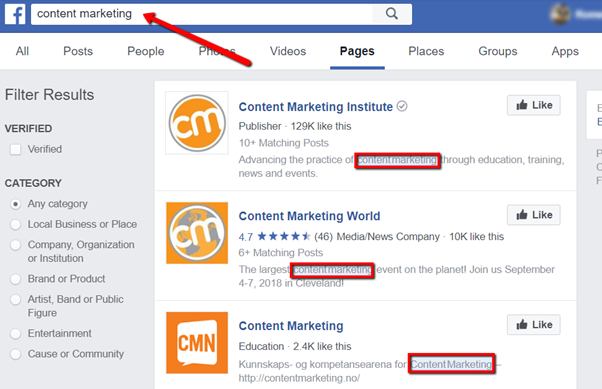 content marketing
All Posts People Photos Videos Pages Places Groups Apps
Filter Results
VERIFIED
Verified
CATEGORY
Any category
Local Business or Place
Company, Organization
or Institution
Brand or Product
Artist, Band or Public
Figure
Entertainment
Cause or Community
cm
Content Marketing Institute
Publisher · 129K like this
10+ Matching Posts
Advancing the practice of content marketing through education, training,
news and events.
Like
cm
Content Marketing World
4.7 (46) Media/News Company · 10K like this
6+ Matching Posts
The largest content marketing event on the planet! Join us September
4-7, 2018 in Cleveland!
Like
CMN
Content Marketing
Education · 2.4K like this
Kunnskaps- og kompetansearena for Content Marketing –
http://contentmarketing.no/
Like